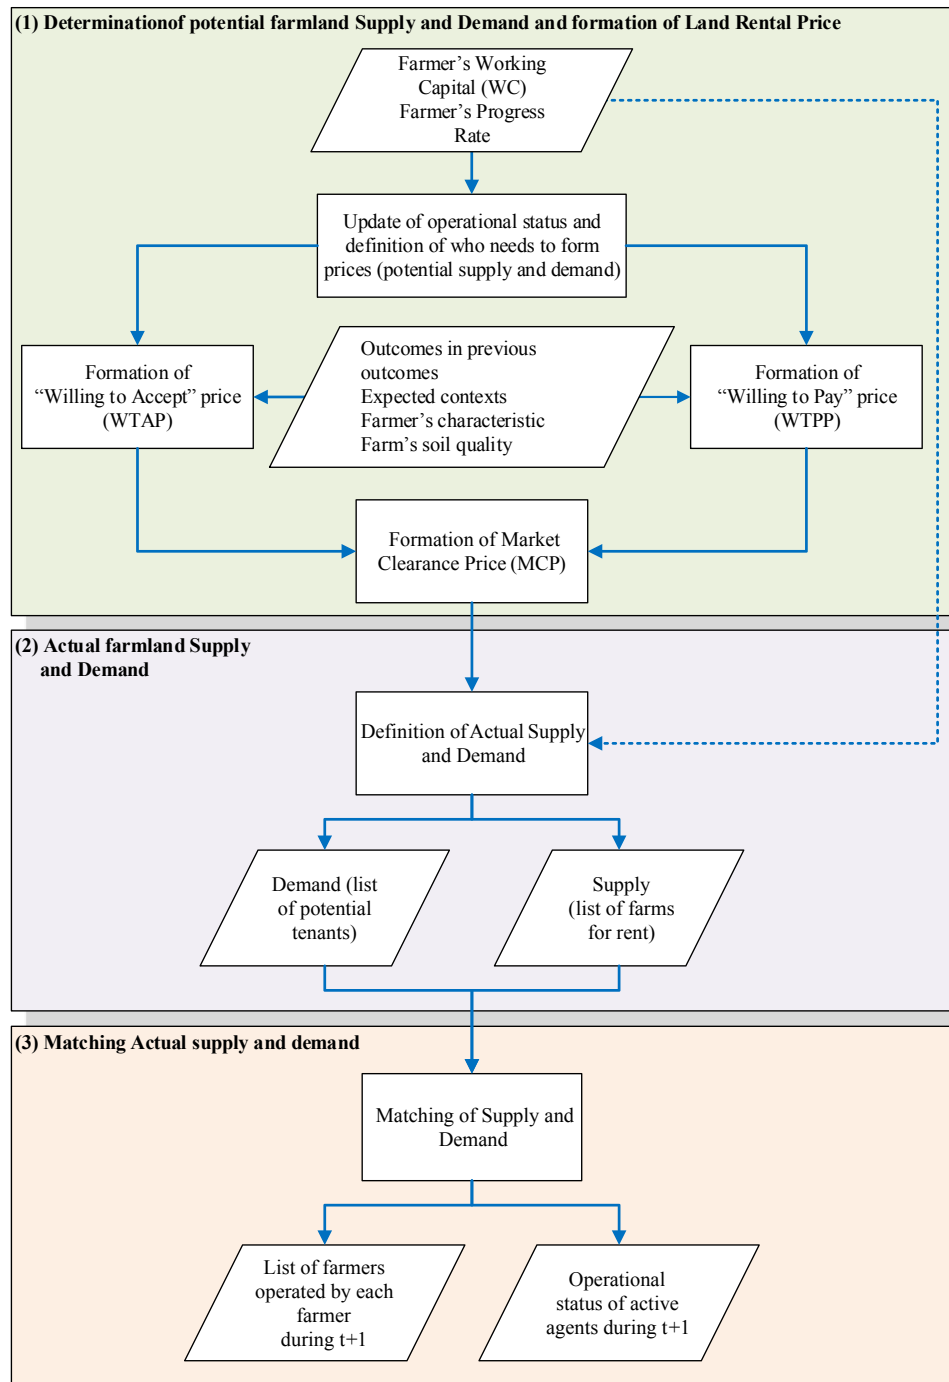 (1) Determinationof potential farmland Supply and Demand and formation of Land Rental Price
Farmer's Working
Capital (WC)
Farmer's Progress
Rate
Update of operational status and
definition of who needs to form
prices (potential supply and demand)
Formation of
“Willing to Accept” price
(WTAP)
Outcomes in previous
outcomes
Expected contexts
Farmer's characteristic
Farm's soil quality
Formation of
“Willing to Pay” price
(WTPP)
Formation of Market
Clearance Price (MCP)
(2) Actual farmland Supply
and Demand
Definition of Actual Supply
and Demand
Demand (list
of potential
tenants)
Supply
(list of farms
for rent)
(3) Matching Actual supply and demand
Matching of Supply and
Demand
List of farmers
operated by each
farmer
during t+1
Operational
status of active
agents during t+1